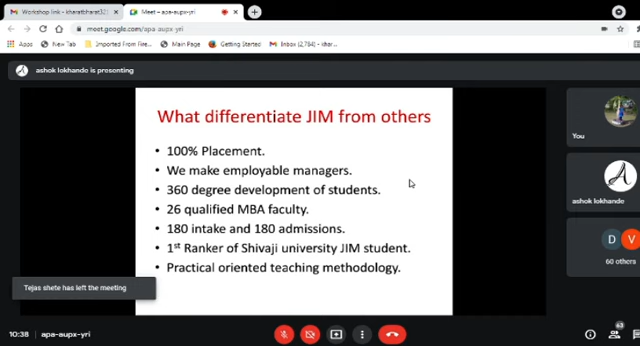 Workshop link - kharatbharat32
Meet – apa-aupx-yri
meet.google.com/apa-aupx-yri
Apps
New Tab
Imported From Fire...
Main Page
Getting Started
Inbox (2,784) - khar...
ashok lokhande is presenting
What differentiate JIM from others
• 100% Placement.
• We make employable managers.
• 360 degree development of students.
• 26 qualified MBA faculty.
• 180 intake and 180 admissions.
• 1st Ranker of Shivaji university JIM student.
• Practical oriented teaching methodology.
You
A
ashok lokhande
D V
60 others
Tejas shete has left the meeting
10:38 apa-aupx-yri
63